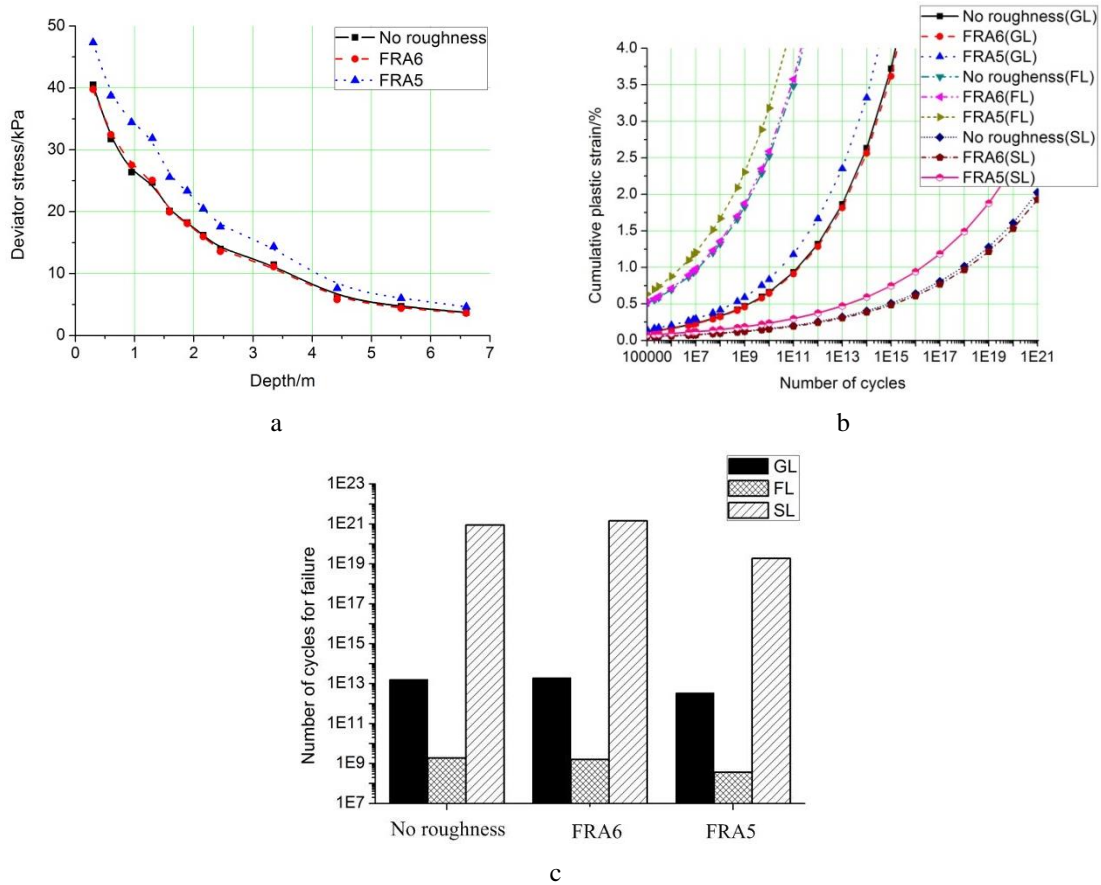 50
40
30
20
10
0
Deviator stress/kPa
0 1 2 3 4 5 6 7
Depth/m
No roughness
FRA6
FRA5
a
4.0
3.5
3.0
2.5
2.0
1.5
1.0
0.5
0.0
Cumulative plastic strain/%
100000 1E7 1E9 1E11 1E13 1E15 1E17 1E19 1E21
Number of cycles
No roughness(GL)
FRA6(GL)
FRA5(GL)
No roughenss(FL)
FRA6(FL)
FRA5(FL)
No roughness(SL)
FRA6(SL)
FRA5(SL)
b
1E23
1E21
1E19
1E17
1E15
1E13
1E11
1E9
1E7
Number of cycles for failure
GL
FL
SL
No roughness FRA6 FRA5
c